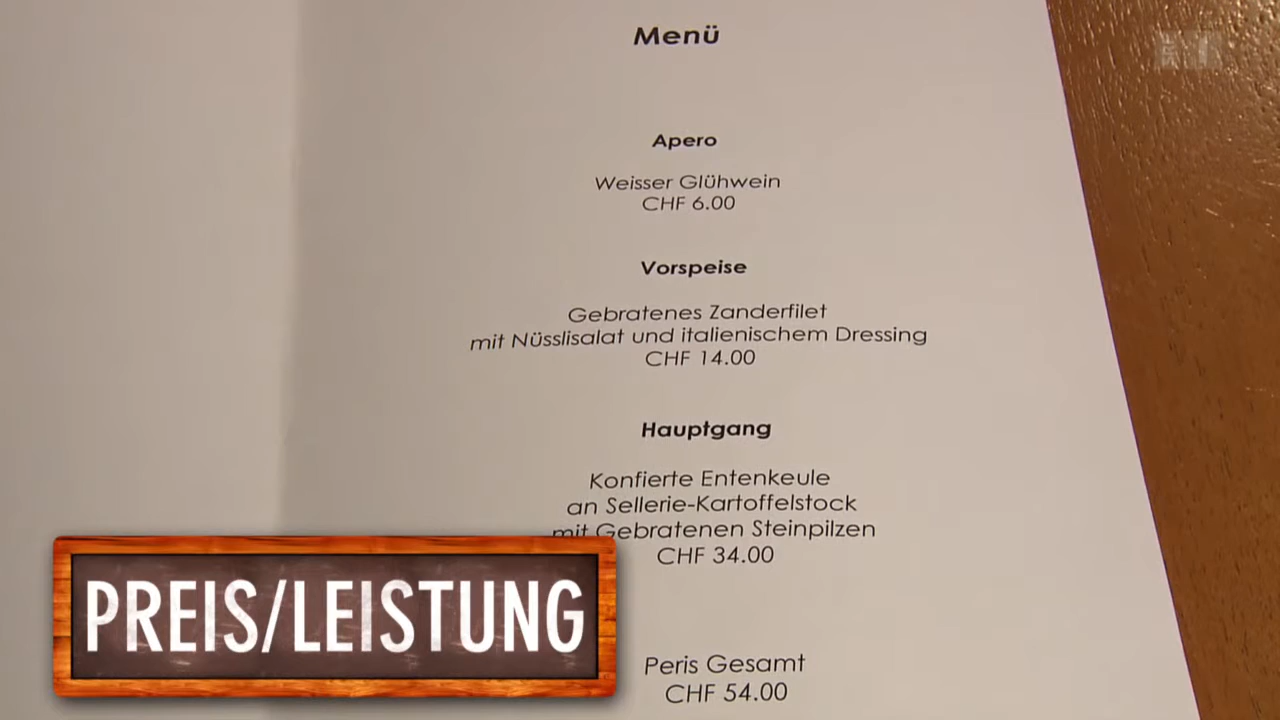 Menü
Apero
Weisser Glühwein
CHF 6.00
Vorspeise
Gebratenes Zanderfilet
mit Nüsslisalat und italienischem Dressing
CHF 14.00
Hauptgang
Konfierte Entenkeule
an Sellerie-Kartoffelstock
mit Gebratenen Steinpilzen
CHF 34.00
Peris Gesamt
CHF 54.00
PREIS/LEISTUNG